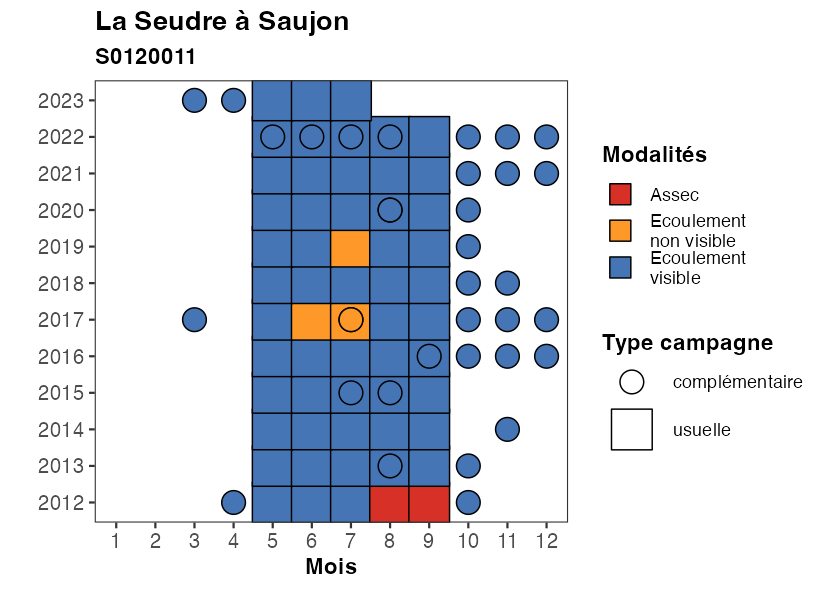 La Seudre à Saujon
S0120011
2023
2022
2021
2020
2019
2018
2017
2016
2015
2014
2013
2012
1 2 3 4 5 6 7 8 9 10 11 12
Mois
Modalités
Assec
Ecoulement
non visible
Ecoulement
visible
Type campagne
complémentaire
usuelle